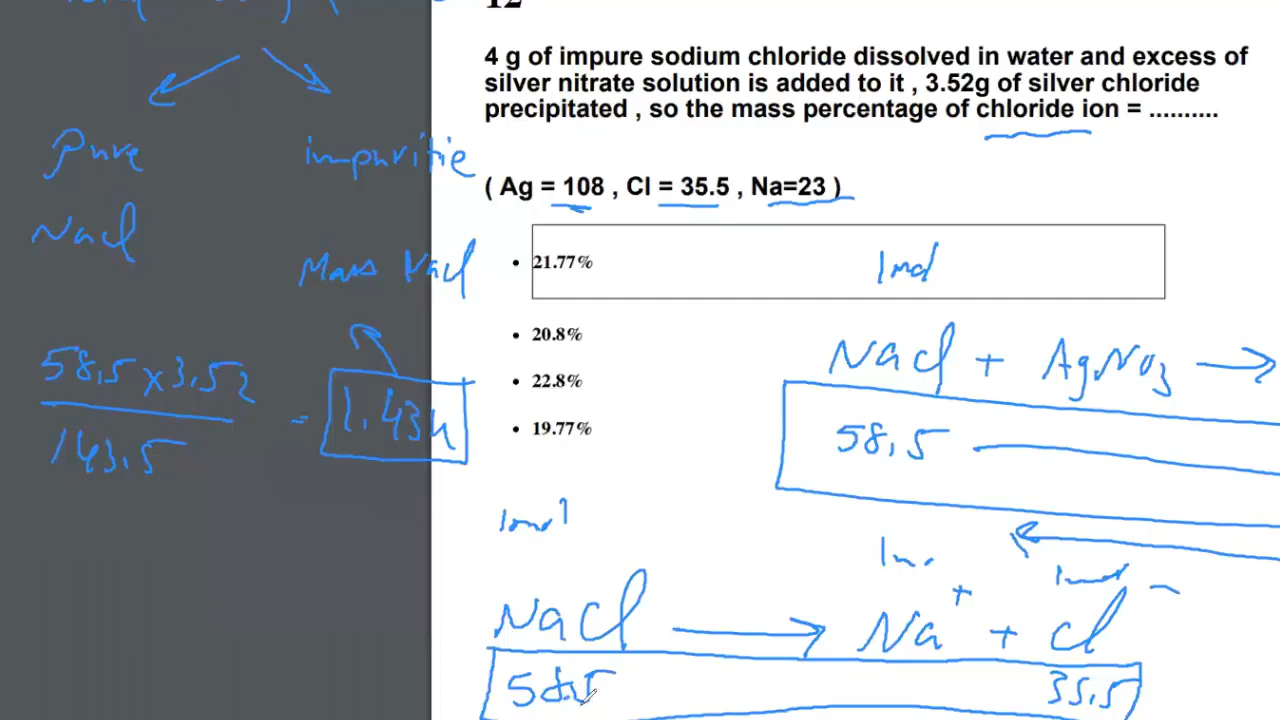 12
4 g of impure sodium chloride dissolved in water and excess of
silver nitrate solution is added to it , 3.52g of silver chloride
precipitated , so the mass percentage of chloride ion = ..........
( Ag = 108 , Cl = 35.5 , Na=23 )
• 21.77%
• 20.8%
• 22.8%
• 19.77%
Pure
NaCl
impuritie
Mass NaCl
58.5 x 3.52
143.5
= 1.434
1mol
NaCl + AgNO3 →
58.5
1mol
1m.
1mol
NaCl → Na+ + Cl-
58.5 35.5